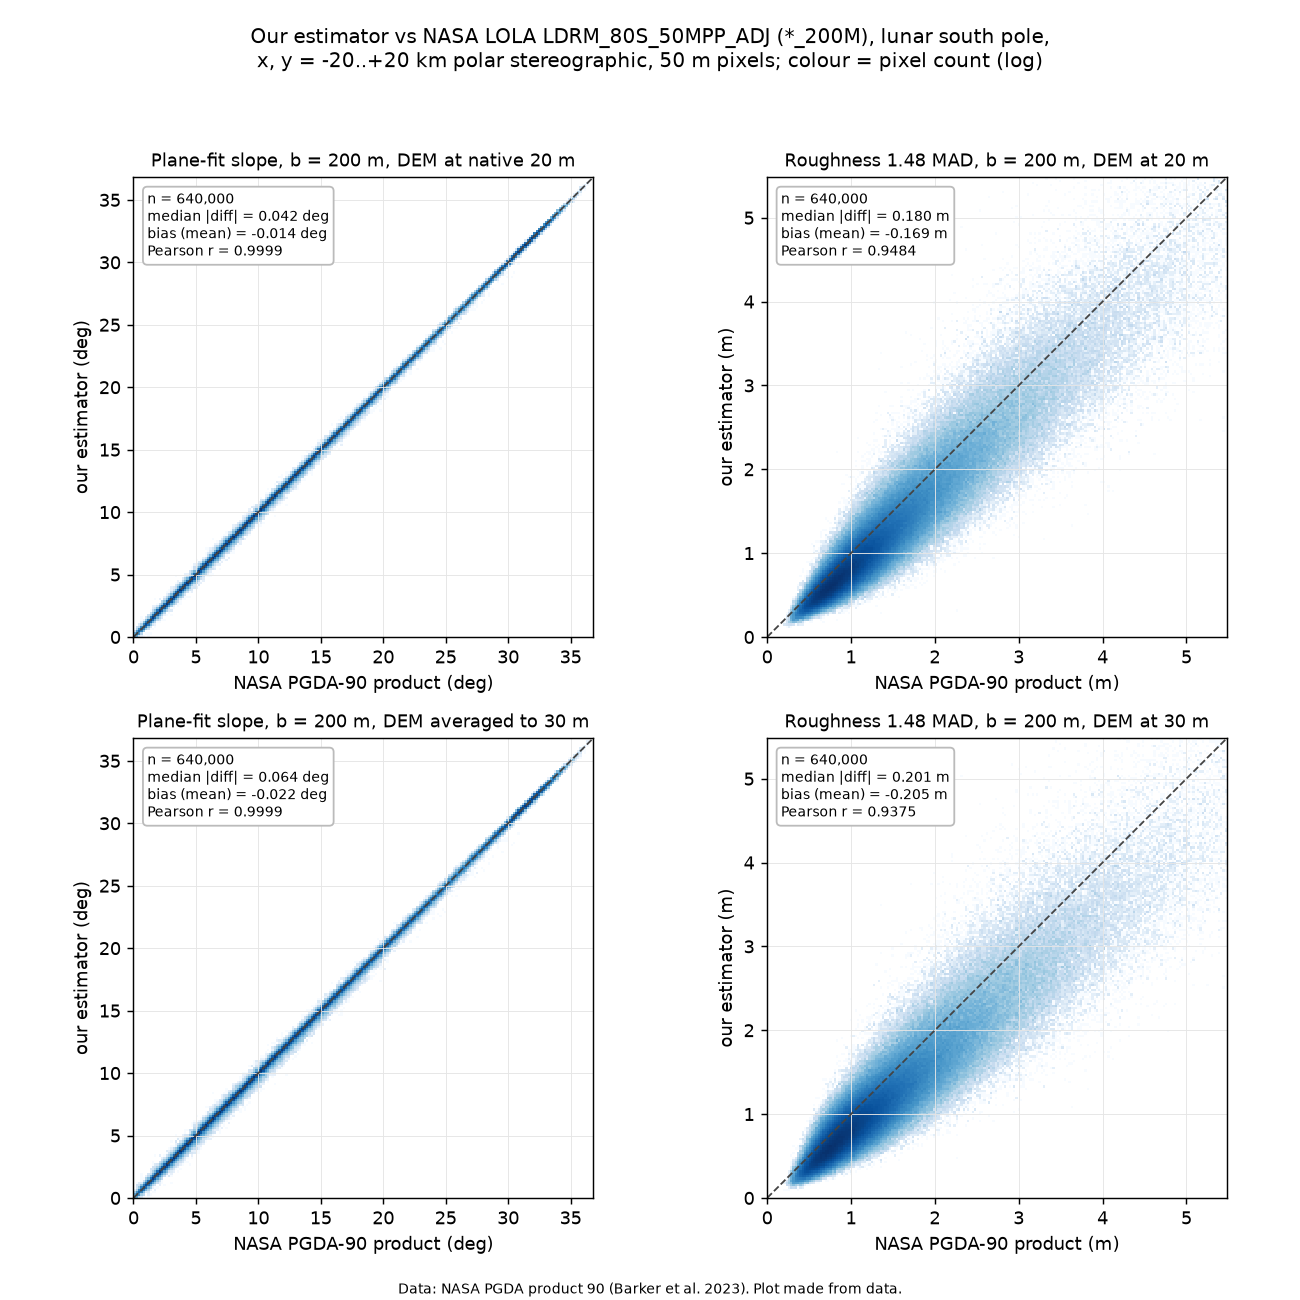 Our estimator vs NASA LOLA LDRM_80S_50MPP_ADJ (*_200M), lunar south pole,
x, y = -20..+20 km polar stereographic, 50 m pixels; colour = pixel count (log)
Plane-fit slope, b = 200 m, DEM at native 20 m
n = 640,000
median |diff| = 0.042 deg
bias (mean) = -0.014 deg
Pearson r = 0.9999
35
30
25
20
15
10
5
0
our estimator (deg)
0 5 10 15 20 25 30 35
NASA PGDA-90 product (deg)
Roughness 1.48 MAD, b = 200 m, DEM at 20 m
n = 640,000
median |diff| = 0.180 m
bias (mean) = -0.169 m
Pearson r = 0.9484
5
4
3
2
1
0
our estimator (m)
0 1 2 3 4 5
NASA PGDA-90 product (m)
Plane-fit slope, b = 200 m, DEM averaged to 30 m
n = 640,000
median |diff| = 0.064 deg
bias (mean) = -0.022 deg
Pearson r = 0.9999
35
30
25
20
15
10
5
0
our estimator (deg)
0 5 10 15 20 25 30 35
NASA PGDA-90 product (deg)
Roughness 1.48 MAD, b = 200 m, DEM at 30 m
n = 640,000
median |diff| = 0.201 m
bias (mean) = -0.205 m
Pearson r = 0.9375
5
4
3
2
1
0
our estimator (m)
0 1 2 3 4 5
NASA PGDA-90 product (m)
Data: NASA PGDA product 90 (Barker et al. 2023). Plot made from data.